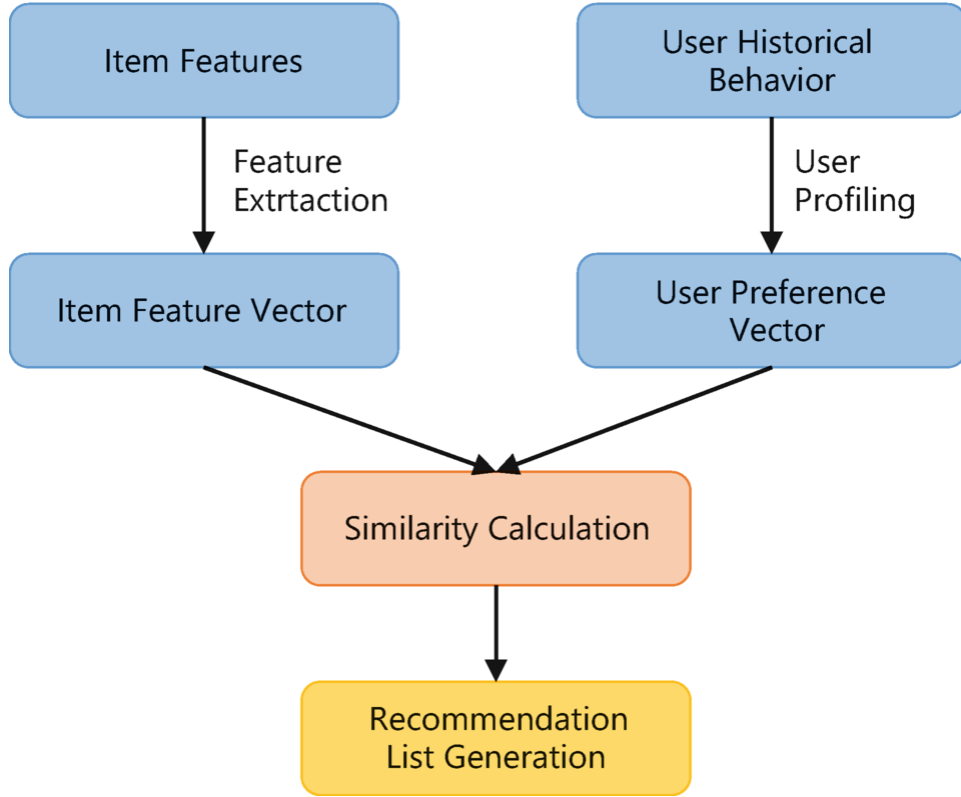 Item Features
User Historical
Behavior
Feature
Extrtaction
User
Profiling
Item Feature Vector
User Preference
Vector
Similarity Calculation
Recommendation
List Generation